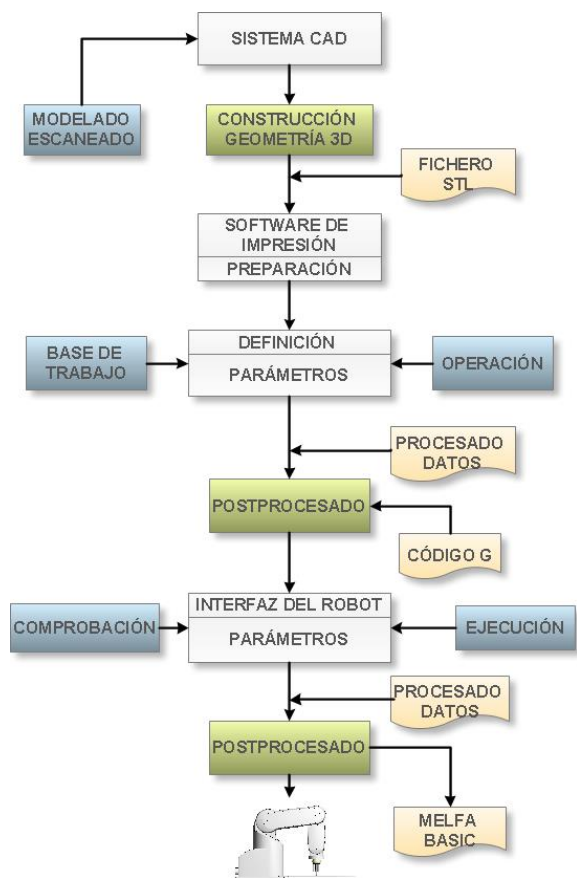 SISTEMA CAD
MODELADO
ESCANEADO
CONSTRUCCIÓN
GEOMETRÍA 3D
FICHERO
STL
SOFTWARE DE
IMPRESIÓN
PREPARACIÓN
BASE DE
TRABAJO
DEFINICIÓN
PARÁMETROS
OPERACIÓN
PROCESADO
DATOS
POSTPROCESADO
CÓDIGO G
COMPROBACIÓN
INTERFAZ DEL ROBOT
PARÁMETROS
EJECUCIÓN
PROCESADO
DATOS
POSTPROCESADO
MELFA
BASIC